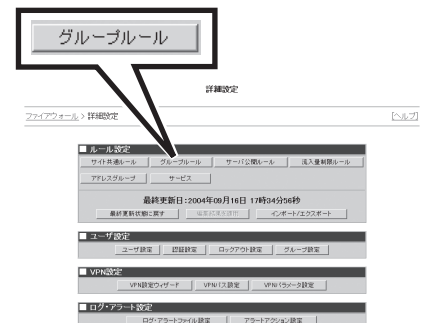 グループルール
詳細設定
ファイアウォール > 詳細設定 [ヘルプ]
■ ルール設定
サイト共通ルール グループルール サーバ公開ルール 流入量制限ルール
アドレスグループ サービス
最終更新日:2004年09月16日 17時34分56秒
最終更新状態に戻す 編集結果を適用 インポート/エクスポート
■ ユーザ設定
ユーザ設定 認証設定 ロックアウト設定 グループ設定
■ VPN設定
VPN設定ウィザード VPNパス設定 VPNパラメータ設定
■ ログ・アラート設定
ログ・アラートファイル設定 アラートアクション設定